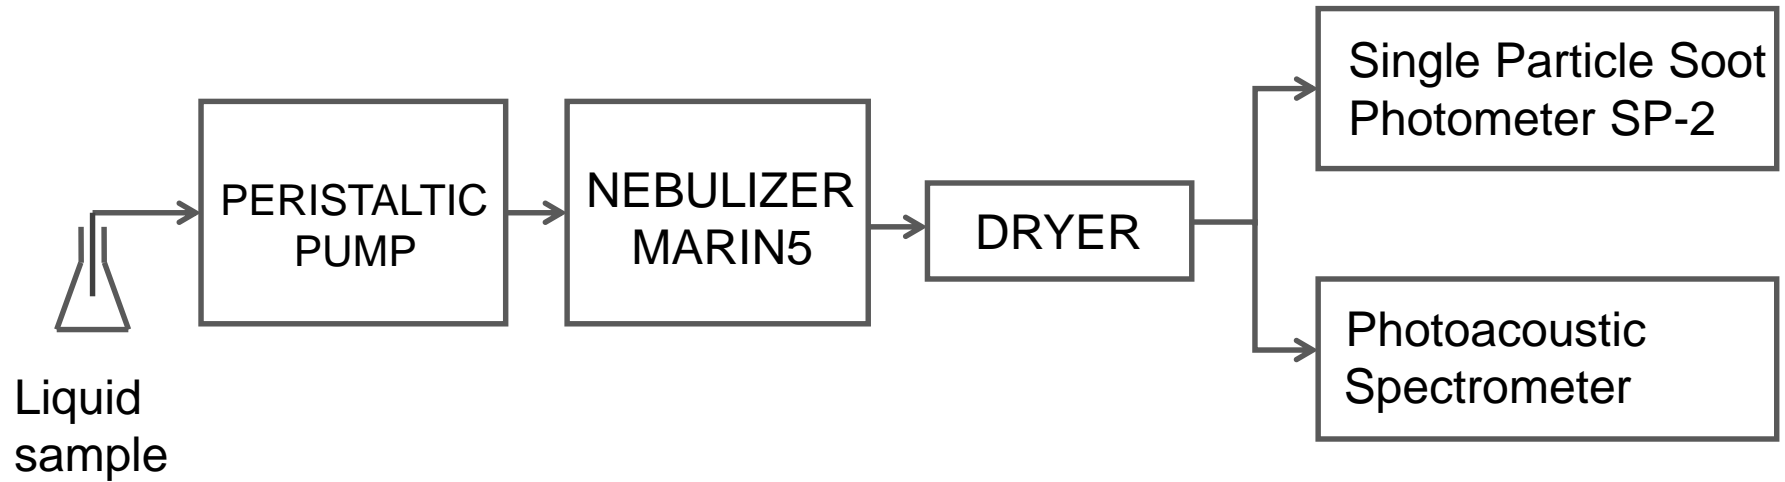 Liquid
sample
PERISTALTIC
PUMP
NEBULIZER
MARIN5
DRYER
Single Particle Soot
Photometer SP-2
Photoacoustic
Spectrometer